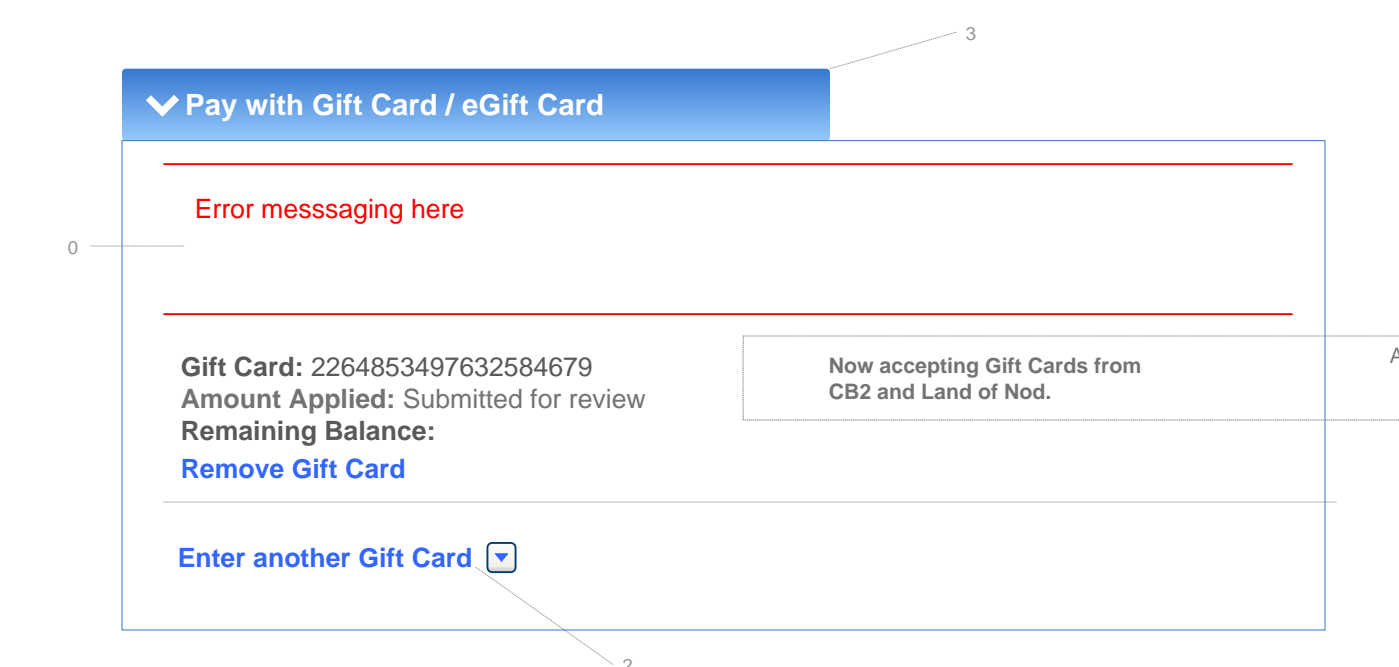 3
Pay with Gift Card / eGift Card
Error messsaging here
0
Gift Card: 2264853497632584679
Amount Applied: Submitted for review
Remaining Balance:
Remove Gift Card
Now accepting Gift Cards from
CB2 and Land of Nod.
A
Enter another Gift Card
2